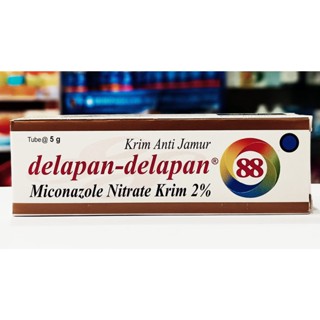 Tube@ 5 g
Krim Anti Jamur
delapan-delapan®
88
Miconazole Nitrate Krim 2%